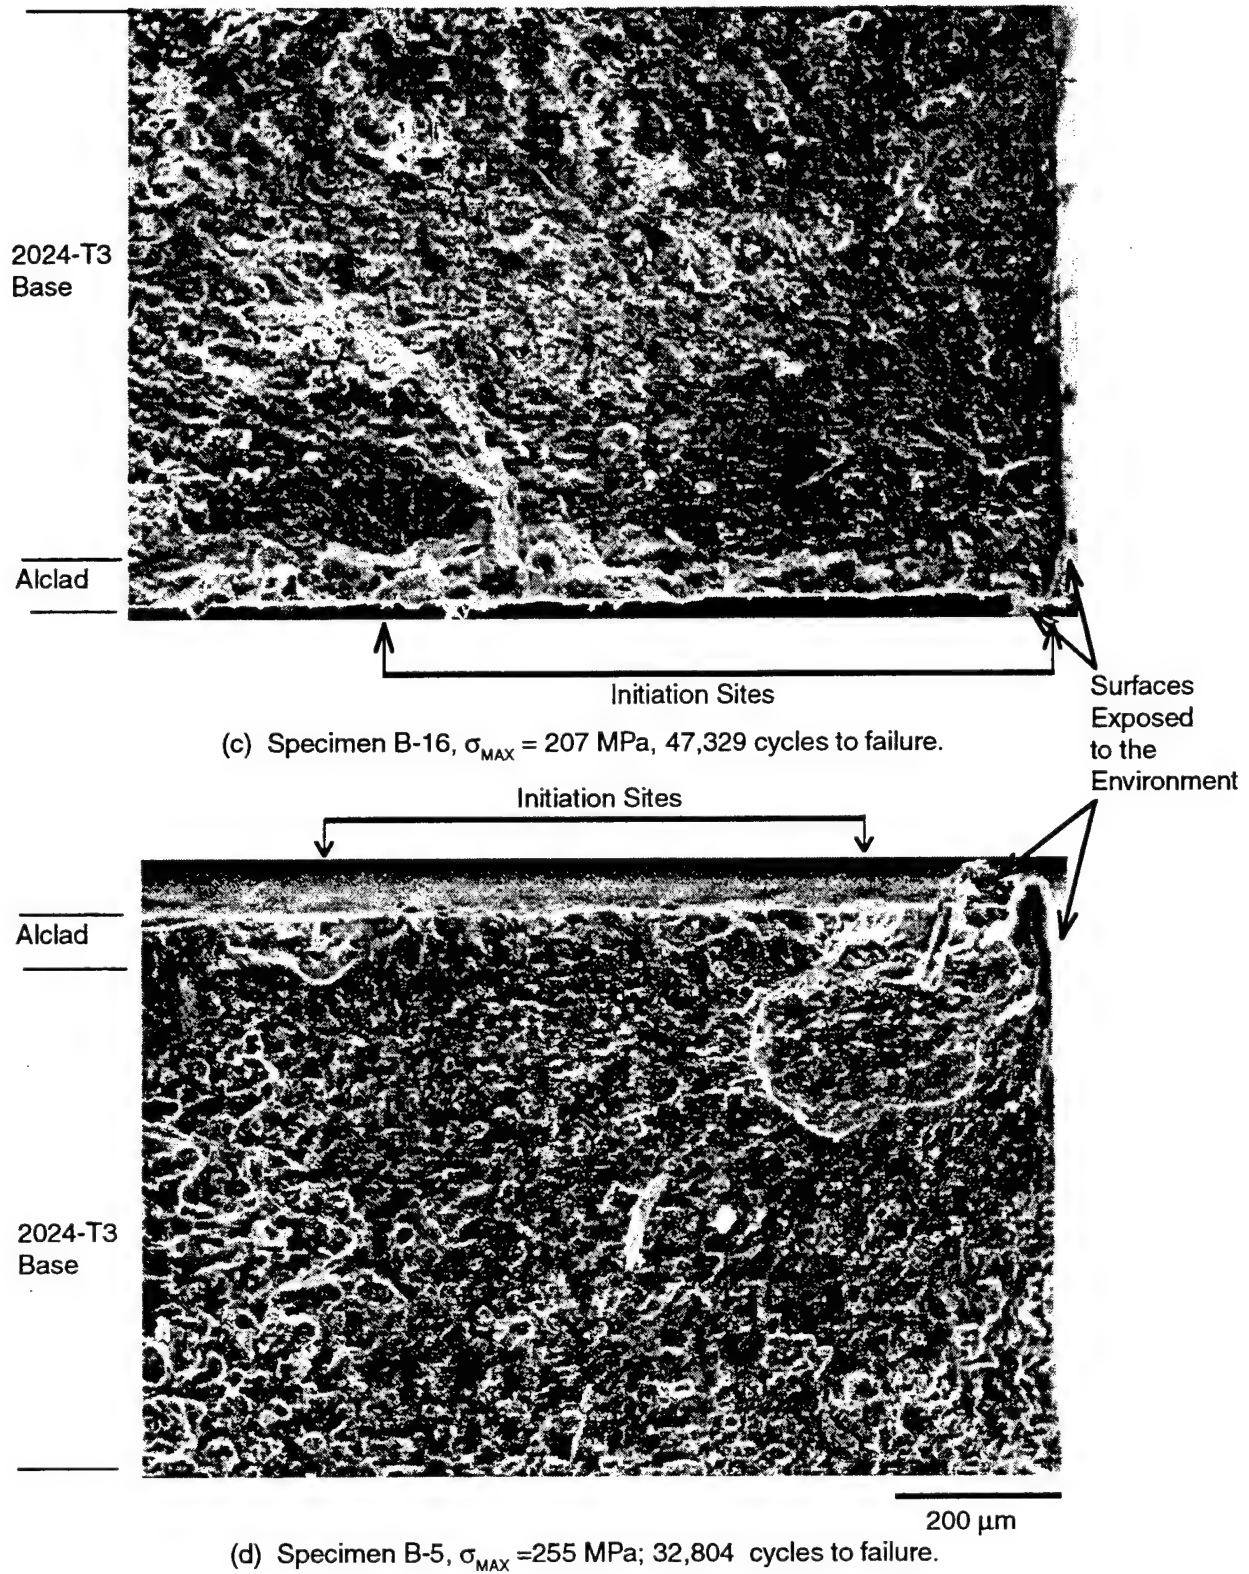 2024-T3
Base
Alclad
Initiation Sites
Surfaces
Exposed
to the
Environment
(c) Specimen B-16, σMAX = 207 MPa, 47,329 cycles to failure.
Initiation Sites
Alclad
2024-T3
Base
200 μm
(d) Specimen B-5, σMAX =255 MPa; 32,804 cycles to failure.